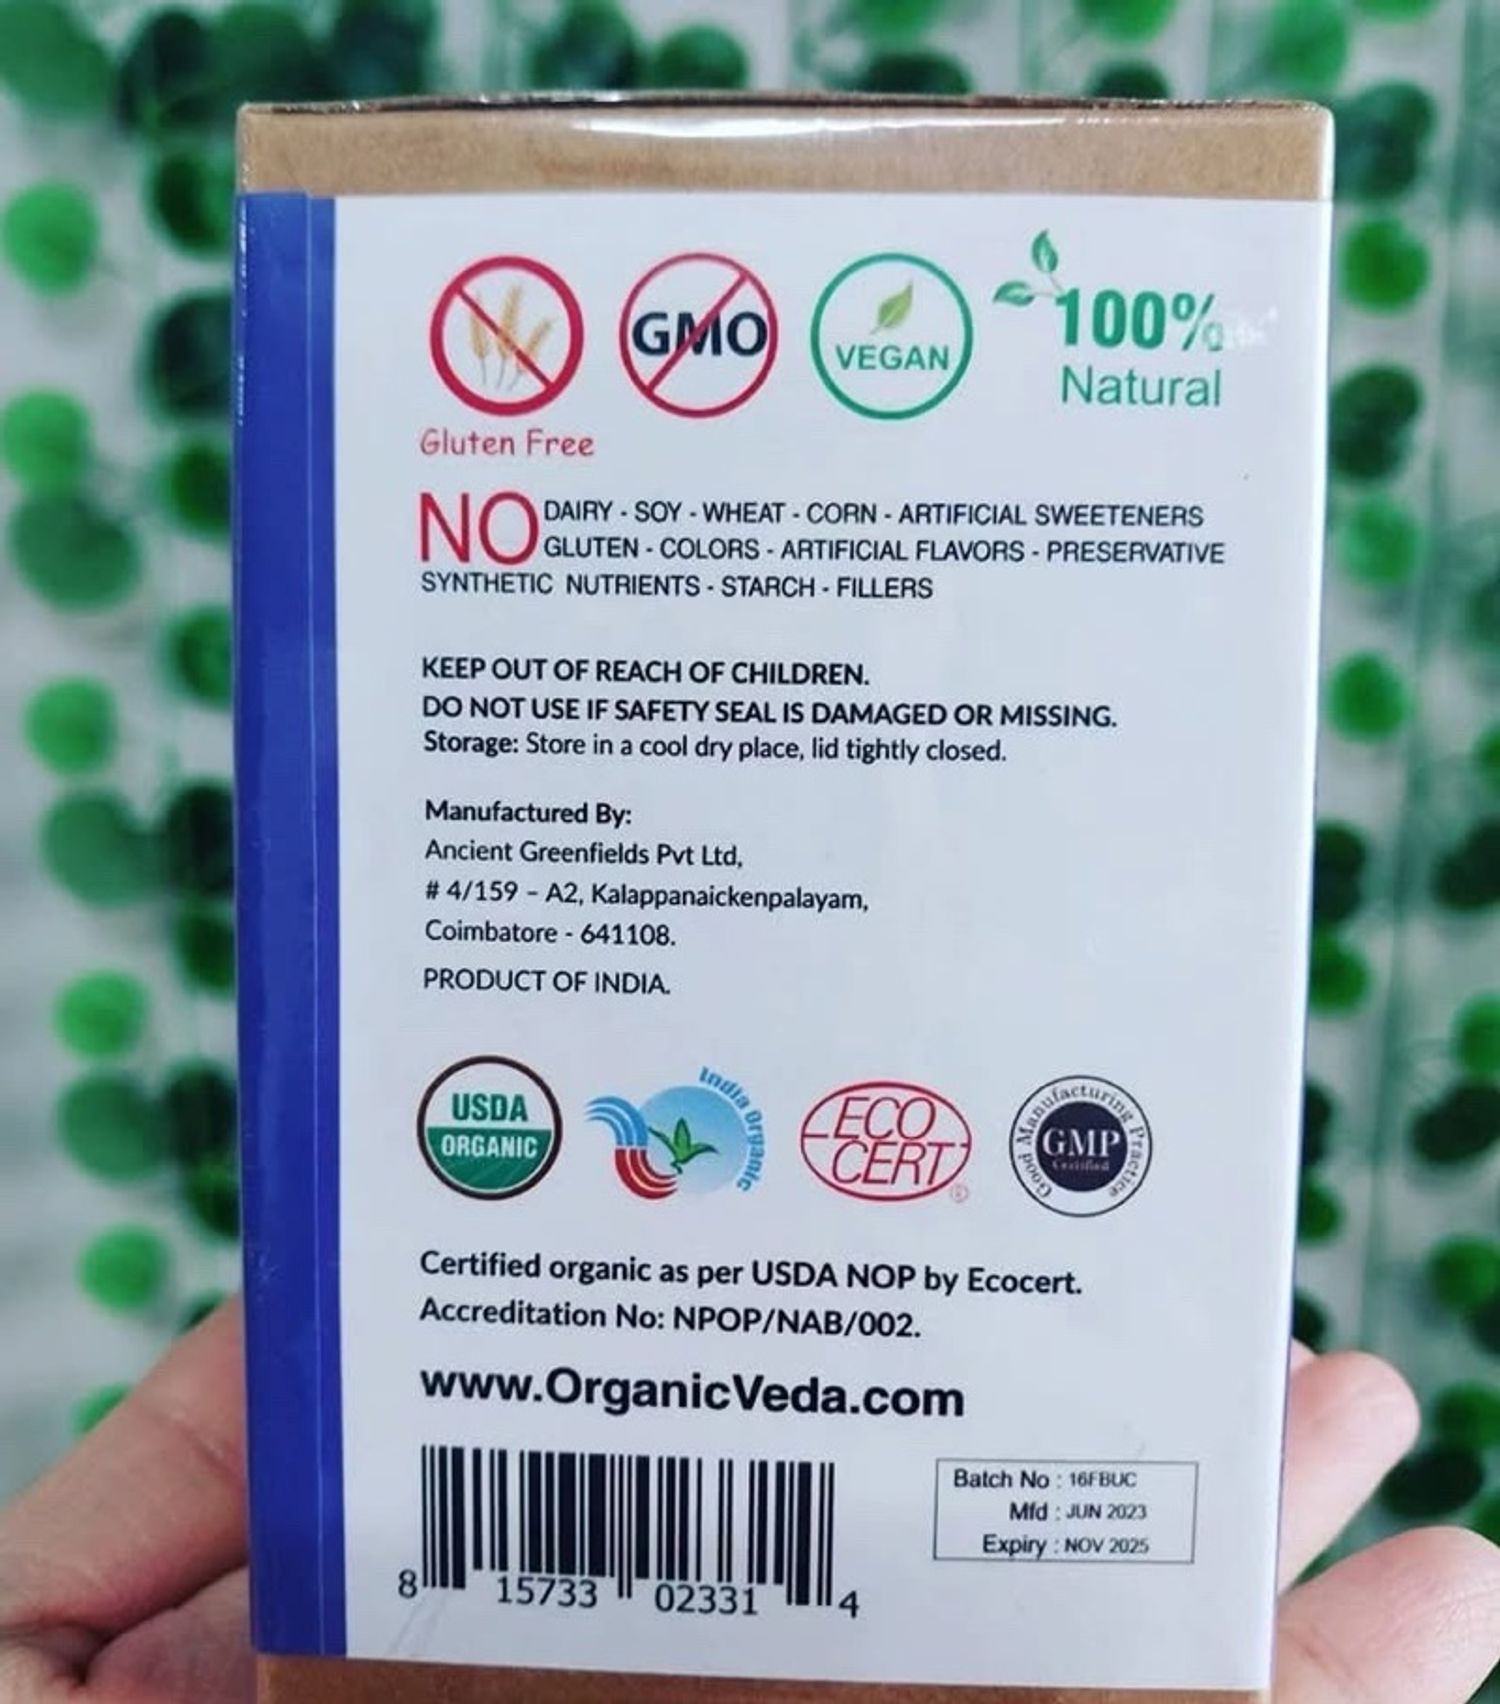 GMO
VEGAN
100%
Natural
Gluten Free
NO DAIRY - SOY - WHEAT - CORN - ARTIFICIAL SWEETENERS
GLUTEN - COLORS - ARTIFICIAL FLAVORS - PRESERVATIVE
SYNTHETIC NUTRIENTS - STARCH - FILLERS
KEEP OUT OF REACH OF CHILDREN.
DO NOT USE IF SAFETY SEAL IS DAMAGED OR MISSING.
Storage: Store in a cool dry place, lid tightly closed.
Manufactured By:
Ancient Greenfields Pvt Ltd,
# 4/159 – A2, Kalappanaickenpalayam,
Coimbatore - 641108.
PRODUCT OF INDIA.
USDA
ORGANIC
India Organic
ECO
CERT
®
Good Manufacturing Practice
GMP
Certified
Certified organic as per USDA NOP by Ecocert.
Accreditation No: NPOP/NAB/002.
www.OrganicVeda.com
Batch No : 16FBUC
Mfd : JUN 2023
Expiry : NOV 2025
8 15733 02331 4